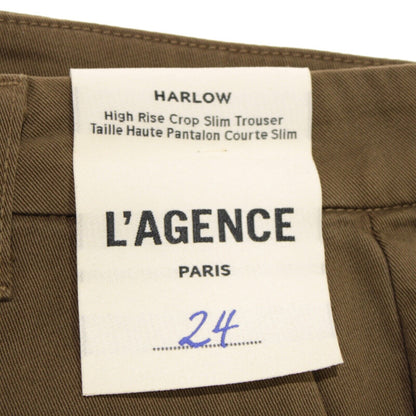 HARLOW
High Rise Crop Slim Trouser
Taille Haute Pantalon Courte Slim
L'AGENCE
PARIS
24